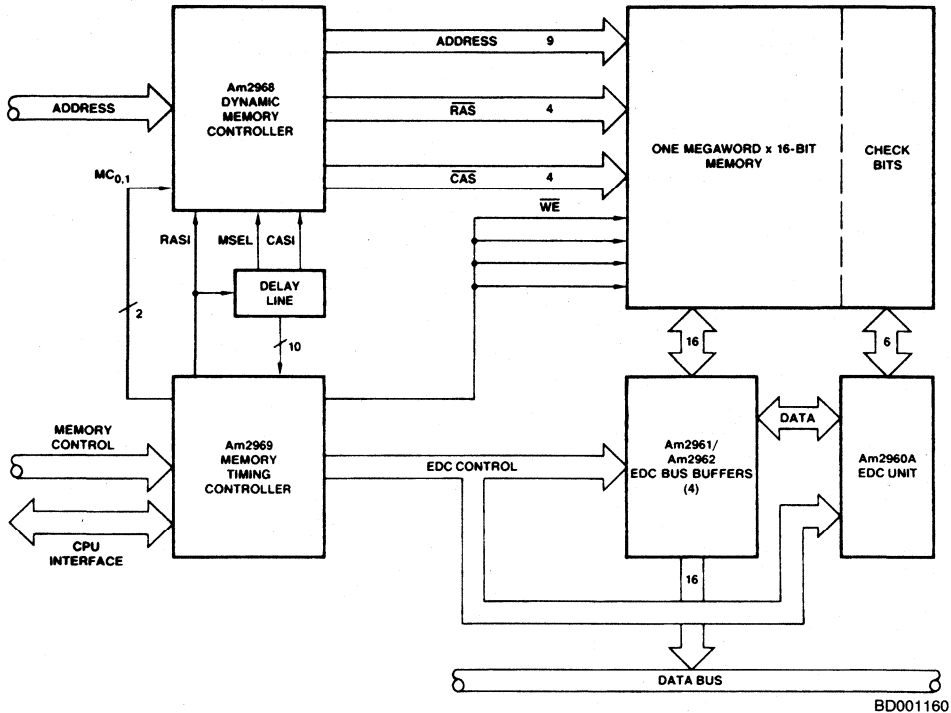 Am2968
DYNAMIC
MEMORY
CONTROLLER
ADDRESS
ADDRESS 9
RAS 4
CAS 4
ONE MEGAWORD x 16-BIT
MEMORY
CHECK
BITS
MC0,1
WE
RASI
MSEL
CASI
DELAY
LINE
2
10
16
6
Am2969
MEMORY
TIMING
CONTROLLER
MEMORY
CONTROL
CPU
INTERFACE
EDC CONTROL
Am2961/
Am2962
EDC BUS BUFFERS
(4)
DATA
Am2960A
EDC UNIT
16
DATA BUS
BD001160